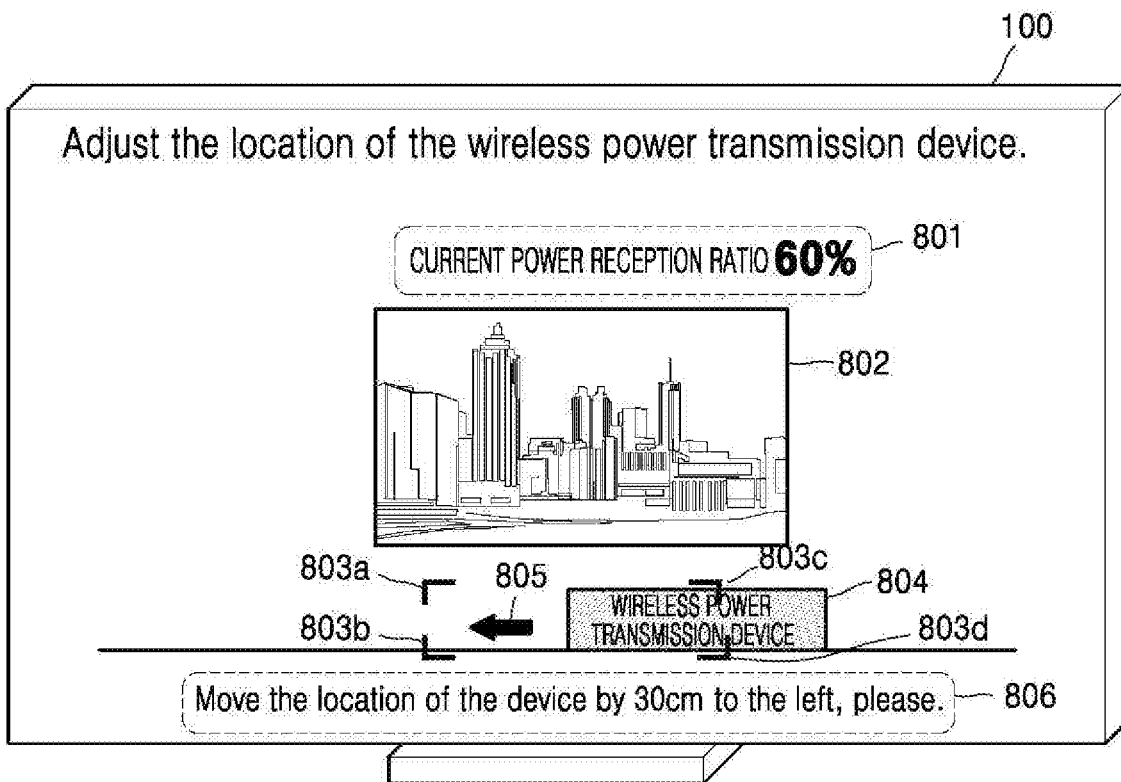 100
Adjust the location of the wireless power transmission device.
CURRENT POWER RECEPTION RATIO 60%
801
802
803a
805
803c
804
WIRELESS POWER
TRANSMISSION DEVICE
803b
803d
Move the location of the device by 30cm to the left, please.
806